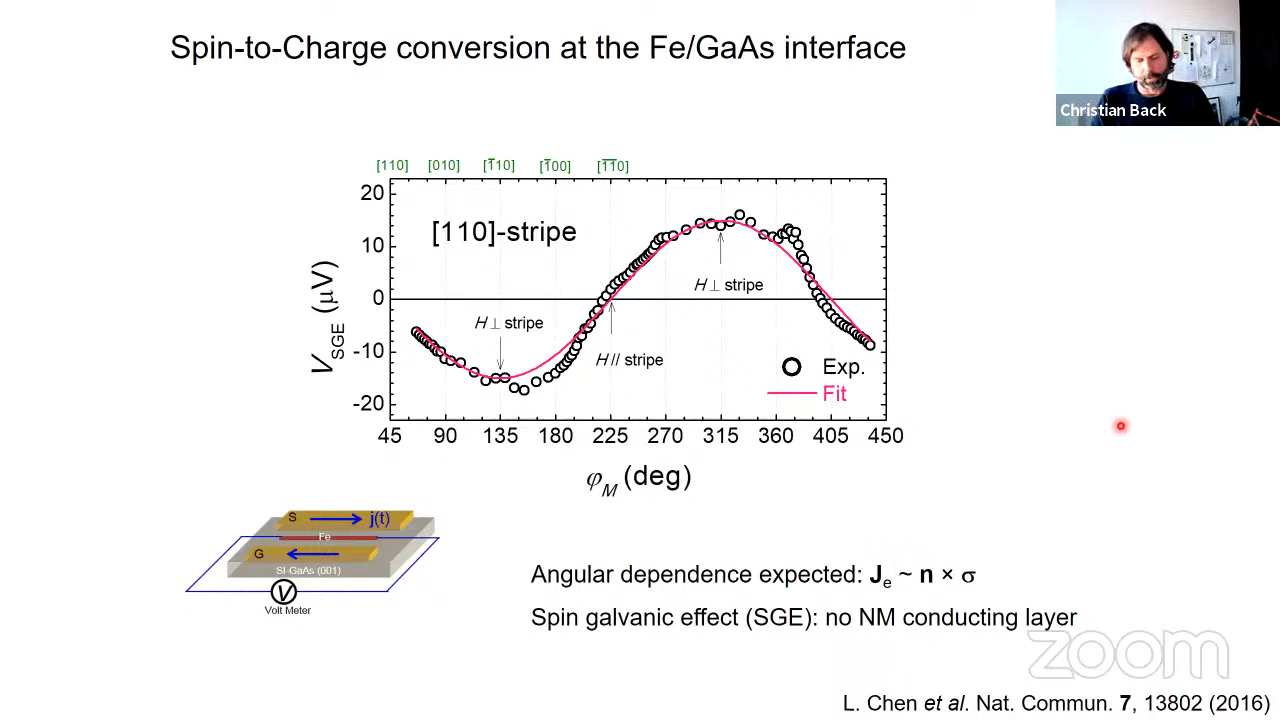 Spin-to-Charge conversion at the Fe/GaAs interface
Christian Back
[110] [010] [1̅10] [1̅00] [1̅1̅0]
20
10
0
-10
-20
V_SGE (μV)
[110]-stripe
H ⊥ stripe
H ⊥ stripe
H // stripe
Exp.
Fit
45 90 135 180 225 270 315 360 405 450
φ_M (deg)
S j(t)
Fe
G
SI-GaAs (001)
V
Volt Meter
Angular dependence expected: J_e ~ n × σ
Spin galvanic effect (SGE): no NM conducting layer
zoom
L. Chen et al. Nat. Commun. 7, 13802 (2016)